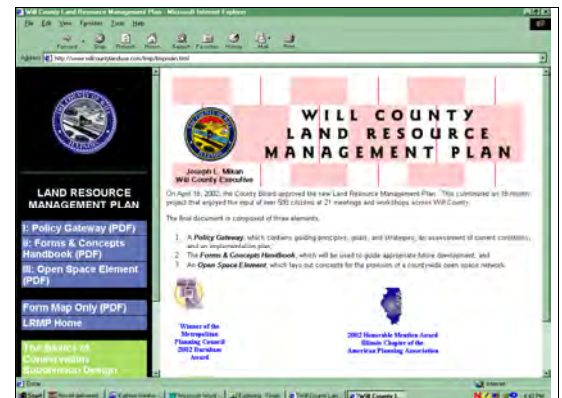 Will County Land Resource Management Plan - Microsoft Internet Explorer
File Edit View Favorites Tools Help
Search Favorites History Mail Print
Address
WILL COUNTY
LAND RESOURCE
MANAGEMENT PLAN
Joseph L. Mikan
Will County Executive
LAND RESOURCE
MANAGEMENT PLAN
I: Policy Gateway (PDF)
II: Forms & Concepts
Handbook (PDF)
III: Open Space Element
(PDF)
Form Map Only (PDF)
LRMP Home
The Basics of
Conservation
Subdivision Design
On April 18, 2002, the County Board approved the new Land Resource Management Plan. This culminated an 18-month
project that enjoyed the input of over 500 citizens at 21 meetings and workshops across Will County.
The final document is composed of three elements,
1 A Policy Gateway, which contains guiding principles, goals, and strategies, an assessment of current conditions,
and an implementation plan;
2 The Forms & Concepts Handbook, which will be used to guide appropriate future development, and
3 An Open Space Element, which lays out concepts for the provision of a countywide open space network.
Winner of the
Metropolitan
Planning Council
2002 Burnham
Award
2002 Honorable Mention Award
Illinois Chapter of the
American Planning Association
Start
Internet
4:42 PM